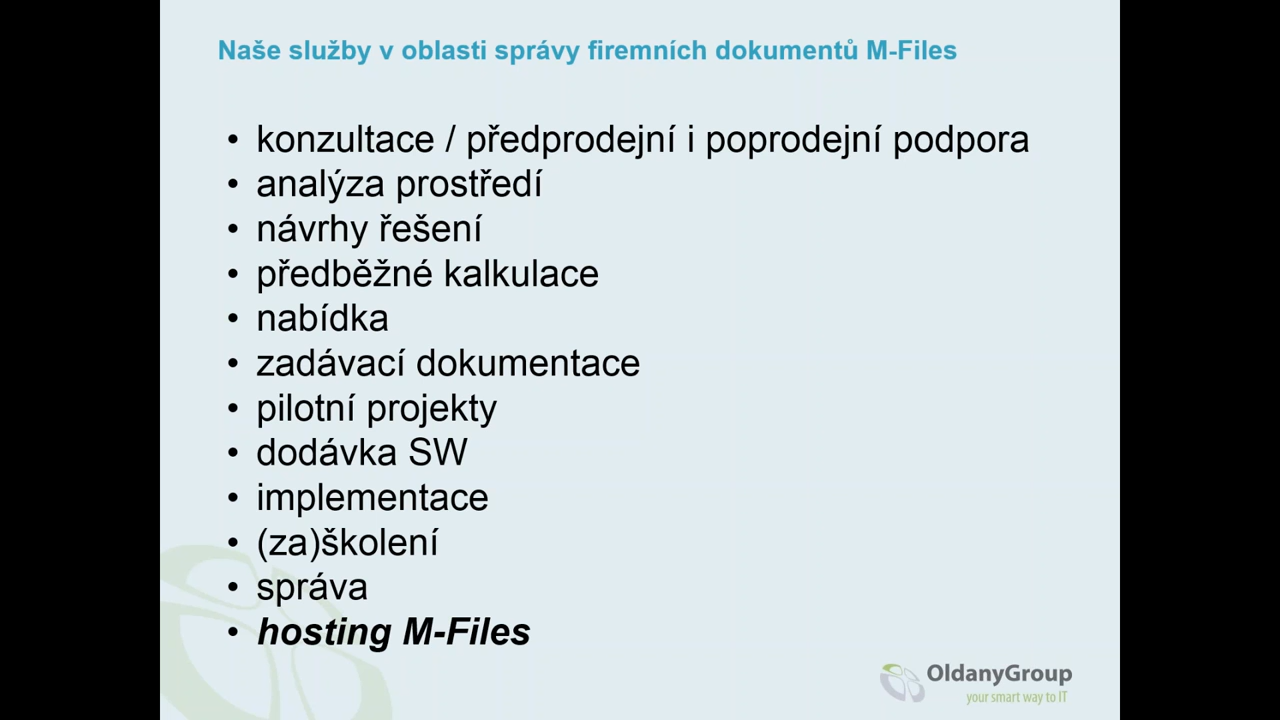 Naše služby v oblasti správy firemních dokumentů M-Files
• konzultace / předprodejní i poprodejní podpora
• analýza prostředí
• návrhy řešení
• předběžné kalkulace
• nabídka
• zadávací dokumentace
• pilotní projekty
• dodávka SW
• implementace
• (za)školení
• správa
• hosting M-Files
OldanyGroup
your smart way to IT